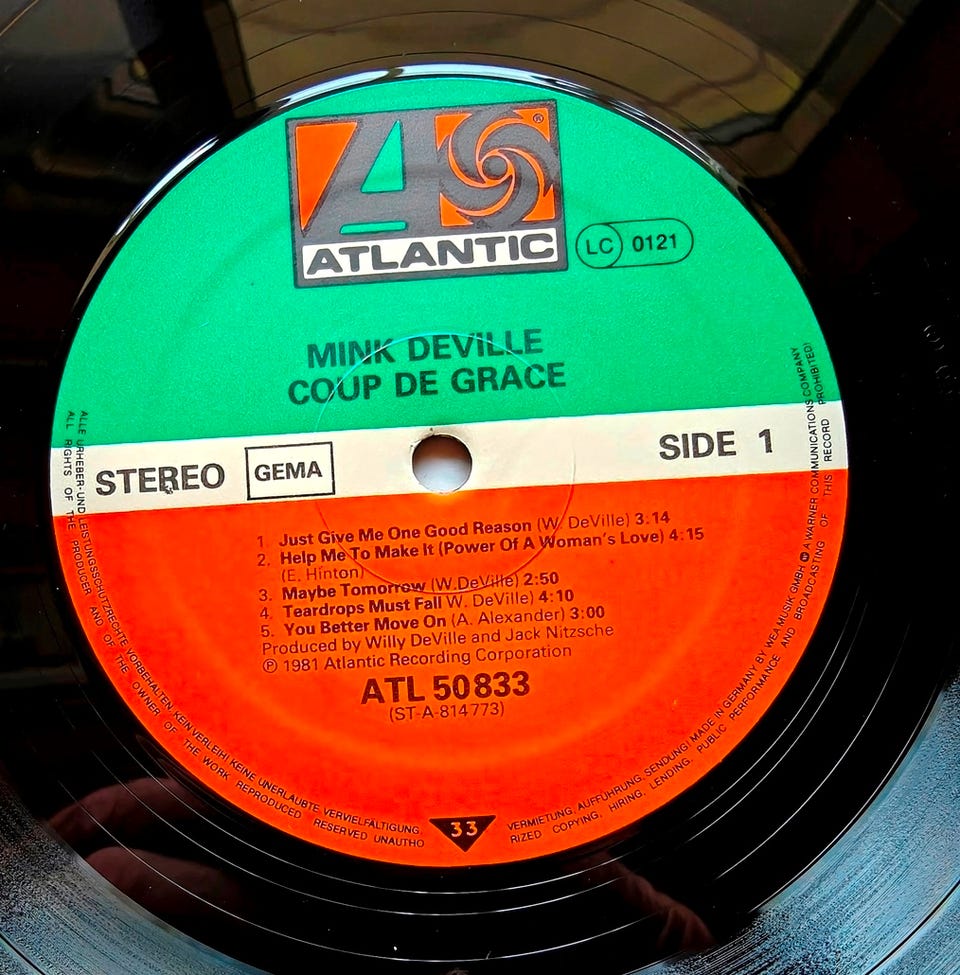 A ®
ATLANTIC
LC 0121
MINK DEVILLE
COUP DE GRACE
STEREO GEMA SIDE 1
1. Just Give Me One Good Reason (W. DeVille) 3:14
2. Help Me To Make It (Power Of A Woman's Love) 4:15
(E. Hinton)
3. Maybe Tomorrow (W.DeVille) 2:50
4. Teardrops Must Fall W. DeVille) 4:10
5. You Better Move On (A. Alexander) 3:00
Produced by Willy DeVille and Jack Nitzsche
℗ 1981 Atlantic Recording Corporation
ATL 50833
(ST-A-814773)
33
ALLE URHEBER-UND LEISTUNGSSCHUTZRECHTE VORBEHALTEN KEIN VERLEIH! KEINE UNERLAUBTE VERVIELFÄLTIGUNG, VERMIETUNG, AUFFÜHRUNG, SENDUNG! MADE IN GERMANY BY WEA MUSIK GMBH A WARNER COMMUNICATIONS COMPANY
ALL RIGHTS OF THE PRODUCER AND OF THE OWNER OF THE WORK REPRODUCED RESERVED UNAUTHORIZED COPYING, HIRING, LENDING, PUBLIC PERFORMANCE AND BROADCASTING OF THIS RECORD PROHIBITED!